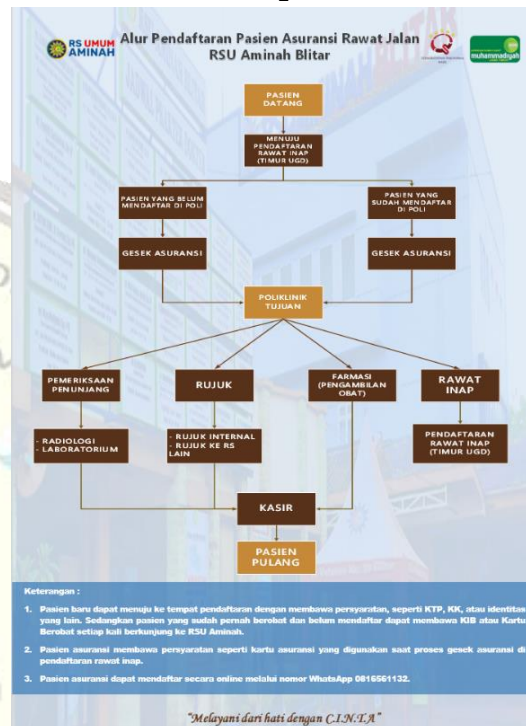 RS UMUM
AMINAH
Alur Pendaftaran Pasien Asuransi Rawat Jalan
RSU Aminah Blitar
muhammadiyah
PASIEN
DATANG
MENUJU
PENDAFTARAN
RAWAT INAP
(TIMUR UGD)
PASIEN YANG BELUM
MENDAFTAR DI POLI
PASIEN YANG
SUDAH MENDAFTAR
DI POLI
GESEK ASURANSI
GESEK ASURANSI
POLIKLINIK
TUJUAN
PEMERIKSAAN
PENUNJANG
RUJUK
FARMASI
(PENGAMBILAN
OBAT)
RAWAT
INAP
- RADIOLOGI
- LABORATORIUM
- RUJUK INTERNAL
- RUJUK KE RS
LAIN
PENDAFTARAN
RAWAT INAP
(TIMUR UGD)
KASIR
PASIEN
PULANG
Keterangan :
1. Pasien baru dapat menuju ke tempat pendaftaran dengan membawa persyaratan, seperti KTP, KK, atau identitas
yang lain. Sedangkan pasien yang sudah pernah berobat dan belum mendaftar dapat membawa KIB atau Kartu
Berobat setiap kali berkunjung ke RSU Aminah.
2. Pasien asuransi membawa persyaratan seperti kartu asuransi yang digunakan saat proses gesek asuransi di
pendaftaran rawat inap.
3. Pasien asuransi dapat mendaftar secara online melalui nomor WhatsApp 0816561132.
"Melayani dari hati dengan C.I.N.T.A"